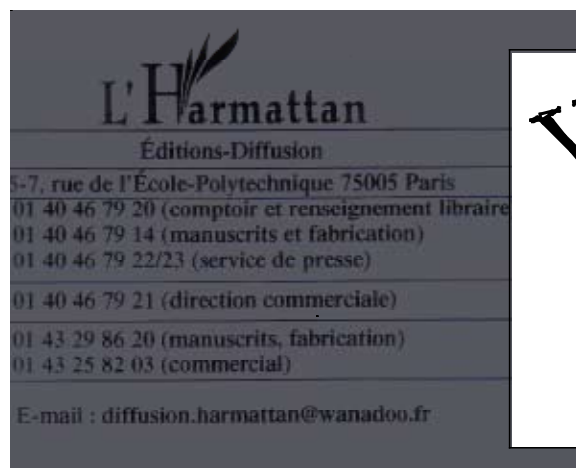 L'Harmattan
Éditions-Diffusion
5-7, rue de l'École-Polytechnique 75005 Paris
01 40 46 79 20 (comptoir et renseignement libraire
01 40 46 79 14 (manuscrits et fabrication)
01 40 46 79 22/23 (service de presse)
01 40 46 79 21 (direction commerciale)
01 43 29 86 20 (manuscrits, fabrication)
01 43 25 82 03 (commercial)
E-mail : diffusion.harmattan@wanadoo.fr